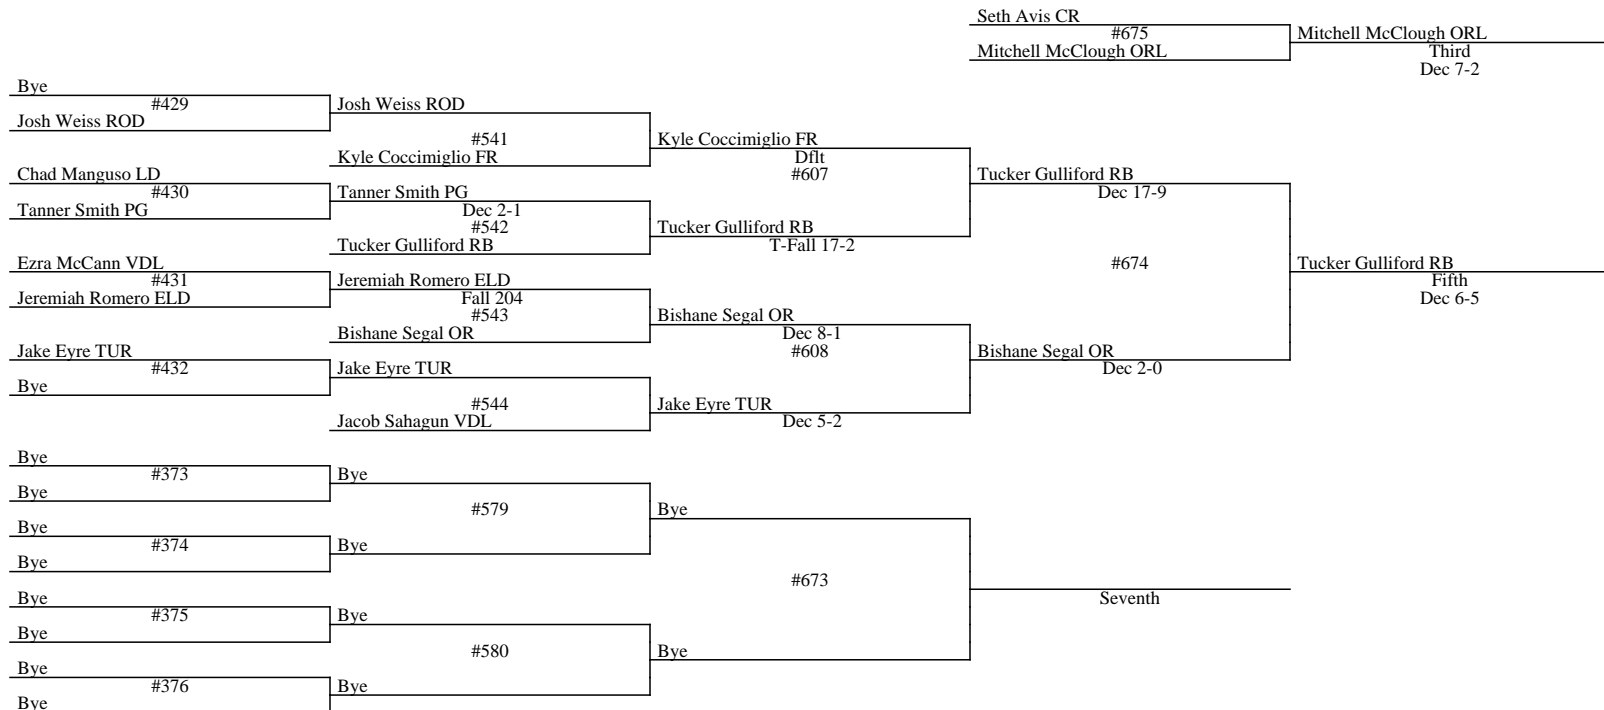 Seth Avis CR
#675
Mitchell McClough ORL
Mitchell McClough ORL
Third
Dec 7-2
Bye
#429
Josh Weiss ROD
Josh Weiss ROD
#541
Kyle Coccimiglio FR
Kyle Coccimiglio FR
Dflt
#607
Chad Manguso LD
#430
Tanner Smith PG
Tanner Smith PG
Dec 2-1
#542
Tucker Gulliford RB
Tucker Gulliford RB
T-Fall 17-2
Tucker Gulliford RB
Dec 17-9
#674
Tucker Gulliford RB
Fifth
Dec 6-5
Ezra McCann VDL
#431
Jeremiah Romero ELD
Jeremiah Romero ELD
Fall 204
#543
Bishane Segal OR
Bishane Segal OR
Dec 8-1
#608
Bishane Segal OR
Dec 2-0
Jake Eyre TUR
#432
Bye
Jake Eyre TUR
#544
Jacob Sahagun VDL
Jake Eyre TUR
Dec 5-2
Bye
#373
Bye
Bye
#579
Bye
#374
Bye
Bye
Bye
#673
Seventh
Bye
#375
Bye
Bye
#580
Bye
Bye
#376
Bye
Bye